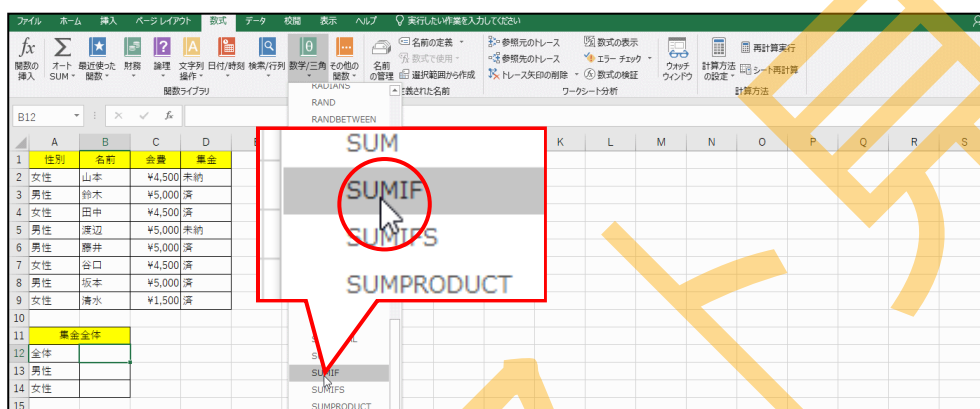 ファイル ホーム 挿入 ページ レイアウト 数式 データ 校閲 表示 ヘルプ 実行したい作業を入力してください
fx Σ ? A θ
関数の挿入 オート SUM 最近使った関数 財務 論理 文字列操作 日付/時刻 検索/行列 数学/三角 その他の関数
関数ライブラリ
名前の管理 名前の定義 数式で使用 選択範囲から作成
定義された名前
参照元のトレース 参照先のトレース トレース矢印の削除 数式の表示 エラー チェック 数式の検証 ウォッチ ウィンドウ
ワークシート分析
計算方法の設定 再計算実行 シート再計算
計算方法
RADIANS
RAND
RANDBETWEEN
B12 fx
A B C D K L M N O P Q R S
1 性別 名前 会費 集金
2 女性 山本 ¥4,500 未納
3 男性 鈴木 ¥5,000 済
4 女性 田中 ¥4,500 済
5 男性 渡辺 ¥5,000 未納
6 男性 藤井 ¥5,000 済
7 女性 谷口 ¥4,500 済
8 男性 坂本 ¥5,000 済
9 女性 清水 ¥1,500 済
10
11 集金全体
12 全体
13 男性
14 女性
15
SUM
SUMIF
SUMIFS
SUMPRODUCT
SUMIF
SUMIFS
SUMPRODUCT